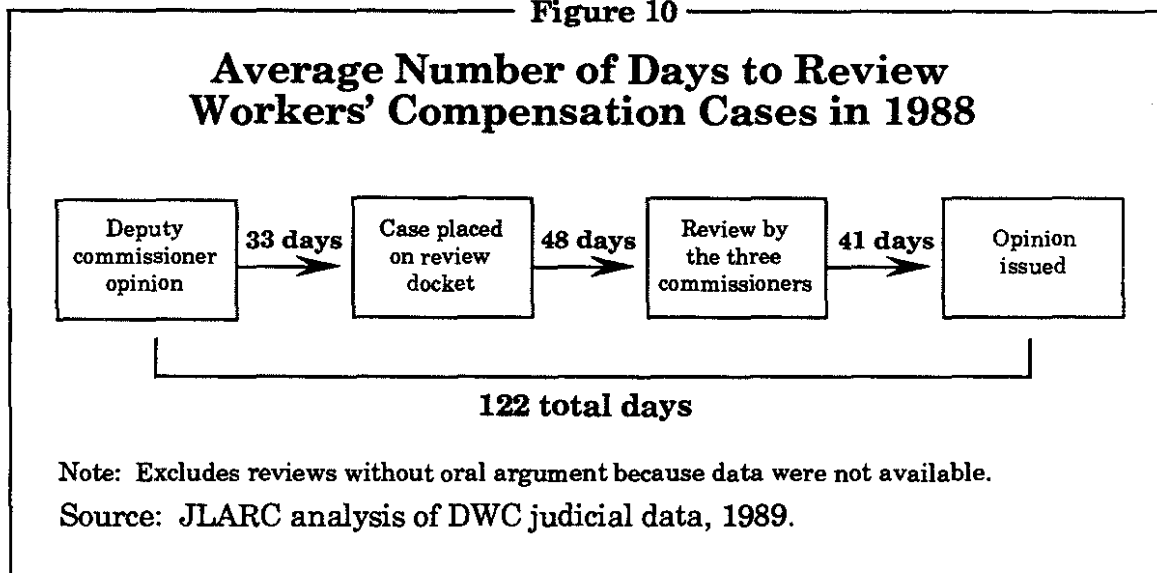 Figure 10
Average Number of Days to Review
Workers' Compensation Cases in 1988
Deputy
commissioner
opinion
33 days
Case placed
on review
docket
48 days
Review by
the three
commissioners
41 days
Opinion
issued
122 total days
Note: Excludes reviews without oral argument because data were not available.
Source: JLARC analysis of DWC judicial data, 1989.